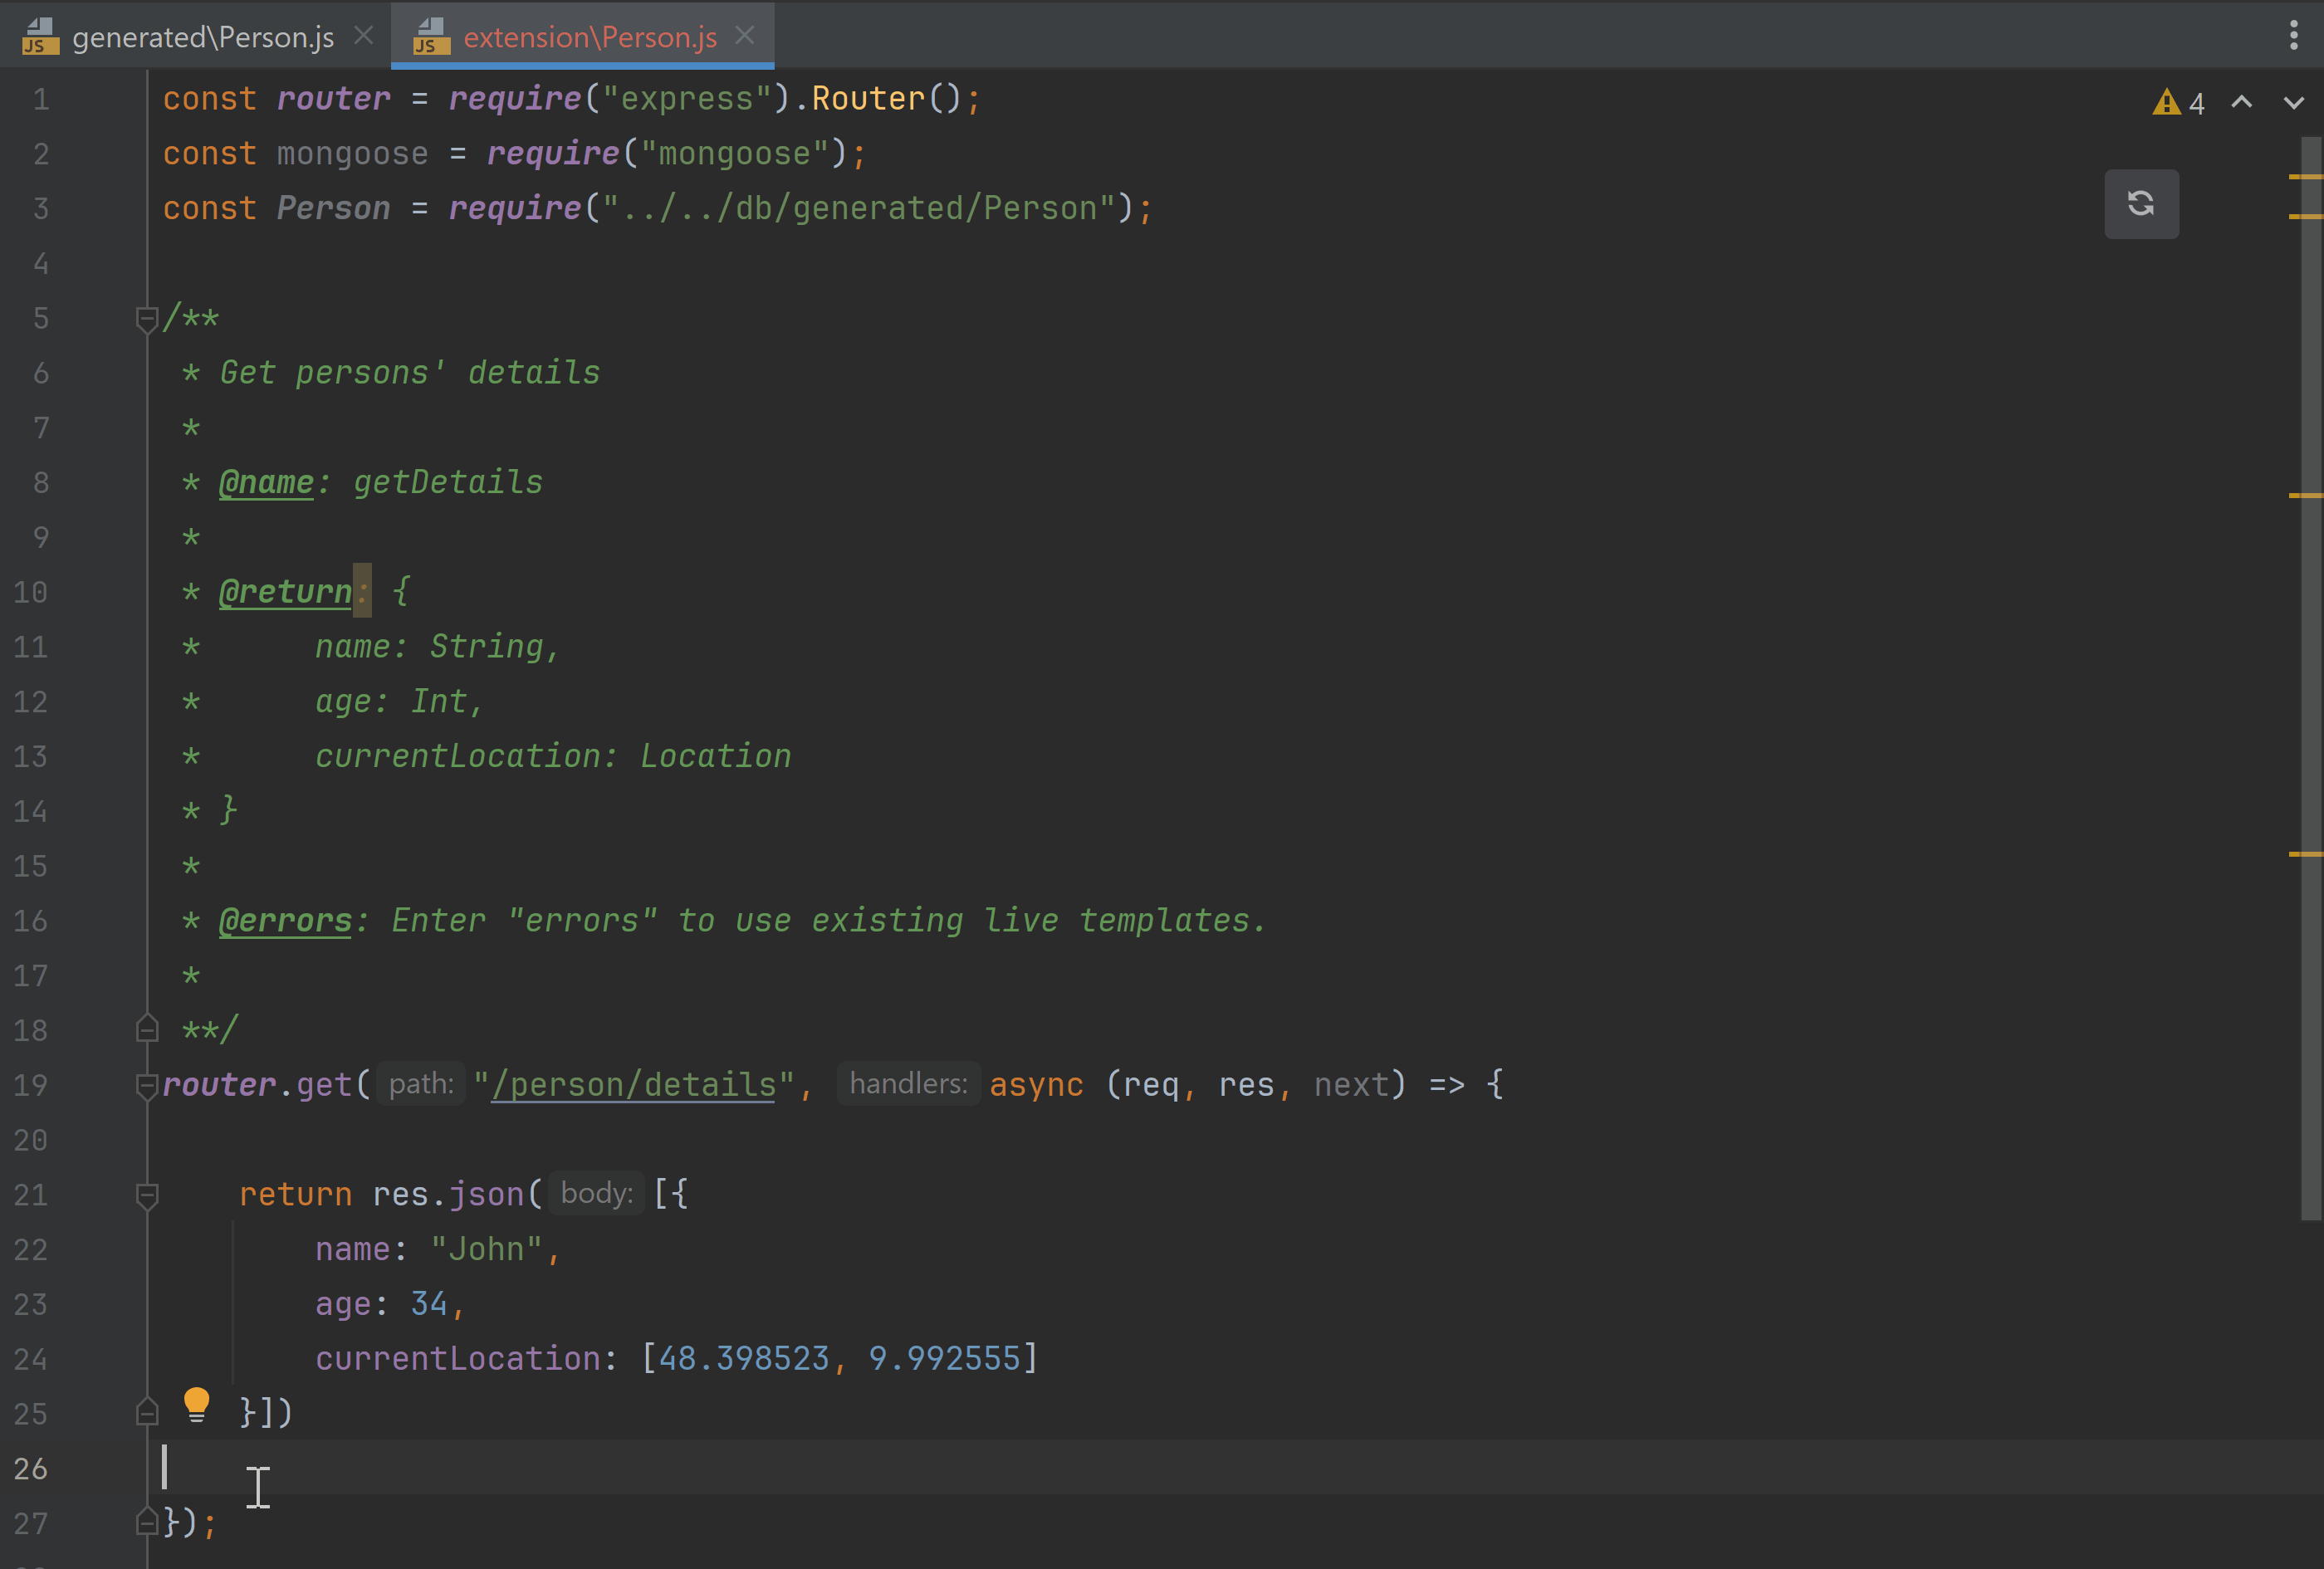 JS generated\Person.js JS extension\Person.js
1 const router = require("express").Router(); 4
2 const mongoose = require("mongoose");
3 const Person = require("../../db/generated/Person");
4
5 /**
6  * Get persons' details
7  *
8  * @name: getDetails
9  *
10  * @return: {
11  *      name: String,
12  *      age: Int,
13  *      currentLocation: Location
14  * }
15  *
16  * @errors: Enter "errors" to use existing live templates.
17  *
18  **/
19 router.get( path: "/person/details", handlers: async (req, res, next) => {
20
21     return res.json( body: [{
22         name: "John",
23         age: 34,
24         currentLocation: [48.398523, 9.992555]
25     }])
26
27 });